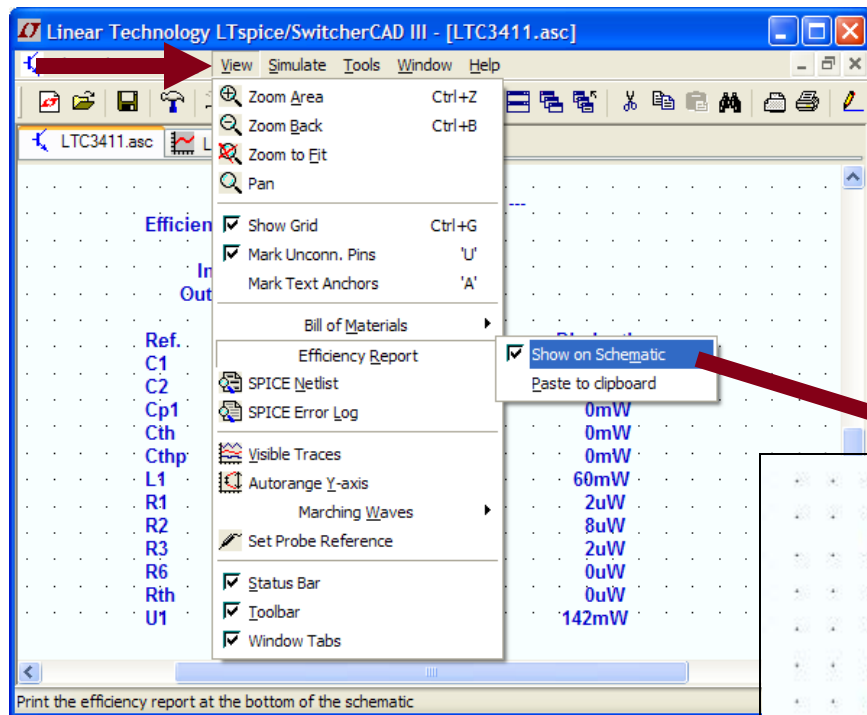 Linear Technology LTspice/SwitcherCAD III - [LTC3411.asc]
View Simulate Tools Window Help
LTC3411.asc L
Zoom Area Ctrl+Z
Zoom Back Ctrl+B
Zoom to Fit
Pan
---
Efficien
Show Grid Ctrl+G
Mark Unconn. Pins 'U'
In
Mark Text Anchors 'A'
Out
Bill of Materials
Ref.
Efficiency Report
Show on Schematic
C1
SPICE Netlist
Paste to clipboard
C2
Cp1 0mW
SPICE Error Log
Cth 0mW
Cthp 0mW
Visible Traces
L1 60mW
Autorange Y-axis
R1 2uW
Marching Waves
R2 8uW
Set Probe Reference
R3 2uW
R6 0uW
Status Bar
Rth 0uW
Toolbar
U1 142mW
Window Tabs
Print the efficiency report at the bottom of the schematic